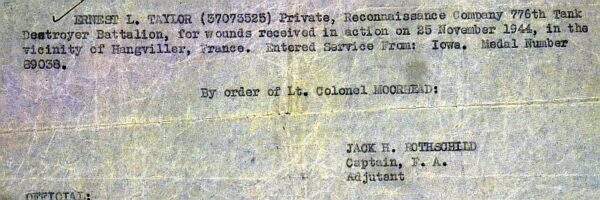 ERNEST L. TAYLOR (37073525) Private, Reconnaissance Company 776th Tank
Destroyer Battalion, for wounds received in action on 25 November 1944, in the
vicinity of Hangviller, France. Entered Service From: Iowa. Medal Number
89038.
By order of Lt. Colonel MOORHEAD:
JACK H. ROTHSCHILD
Captain, F. A.
Adjutant
OFFICIAL: